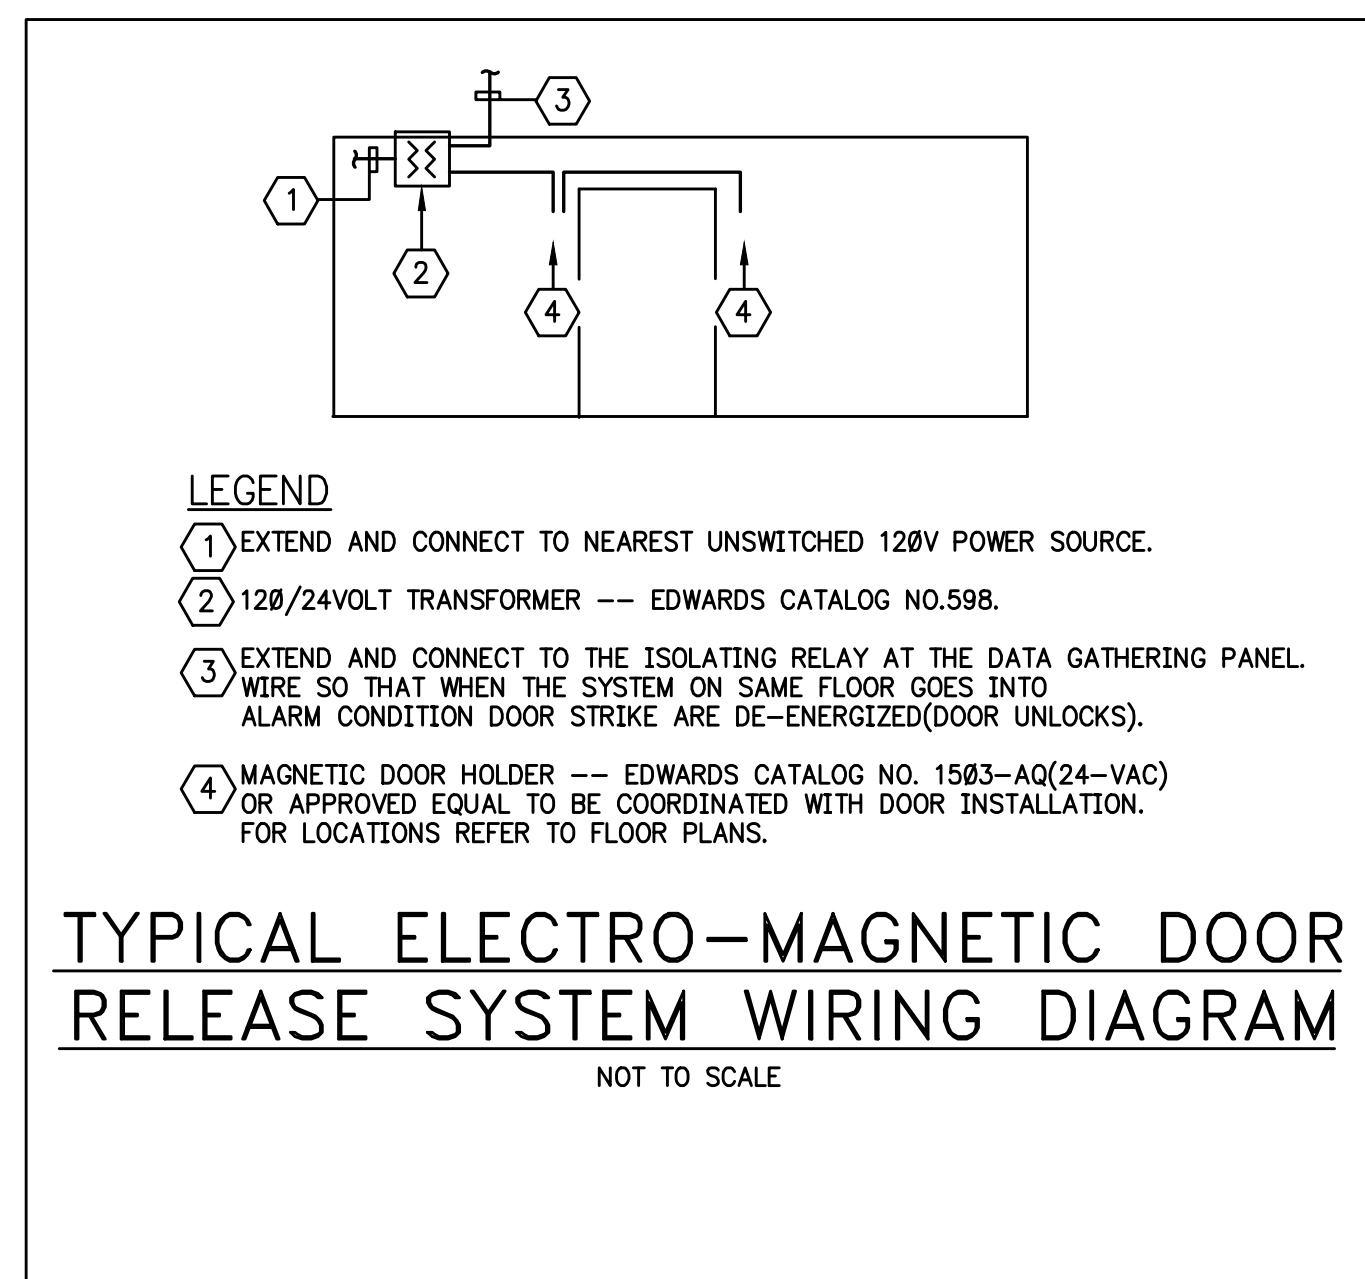 3
1
2
4
4
LEGEND
1 EXTEND AND CONNECT TO NEAREST UNSWITCHED 12ØV POWER SOURCE.
2 12Ø/24VOLT TRANSFORMER -- EDWARDS CATALOG NO.598.
3 EXTEND AND CONNECT TO THE ISOLATING RELAY AT THE DATA GATHERING PANEL.
WIRE SO THAT WHEN THE SYSTEM ON SAME FLOOR GOES INTO
ALARM CONDITION DOOR STRIKE ARE DE-ENERGIZED(DOOR UNLOCKS).
4 MAGNETIC DOOR HOLDER -- EDWARDS CATALOG NO. 15Ø3-AQ(24-VAC)
OR APPROVED EQUAL TO BE COORDINATED WITH DOOR INSTALLATION.
FOR LOCATIONS REFER TO FLOOR PLANS.
TYPICAL ELECTRO-MAGNETIC DOOR
RELEASE SYSTEM WIRING DIAGRAM
NOT TO SCALE